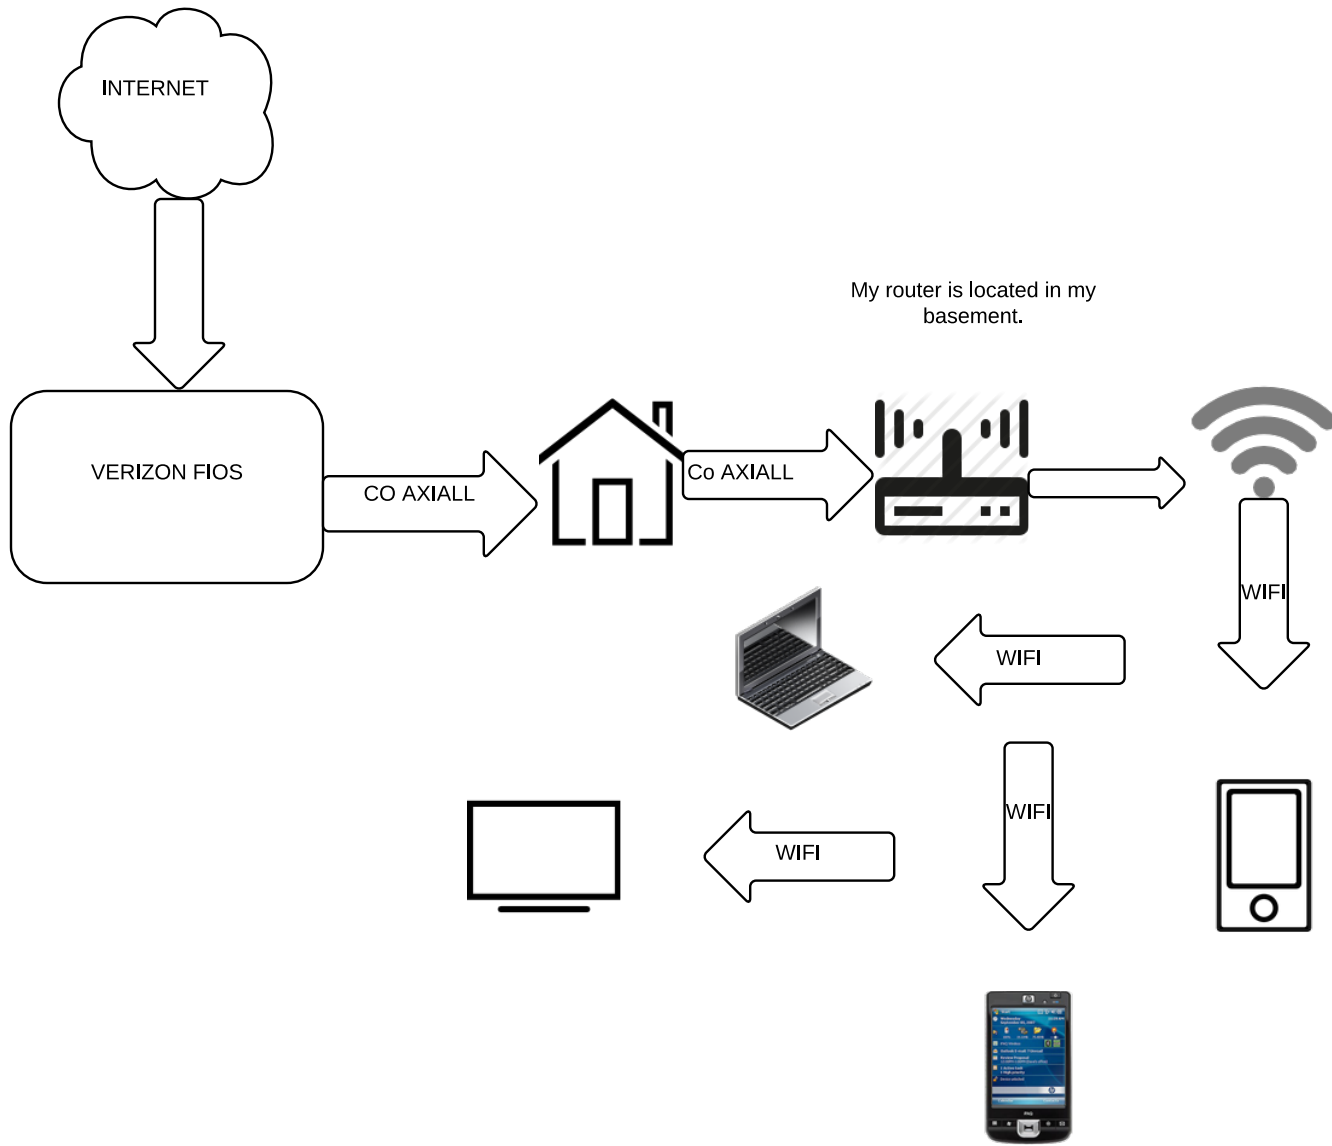 INTERNET
My router is located in my
basement.
VERIZON FIOS
CO AXIALL
Co AXIALL
WIFI
WIFI
WIFI
WIFI